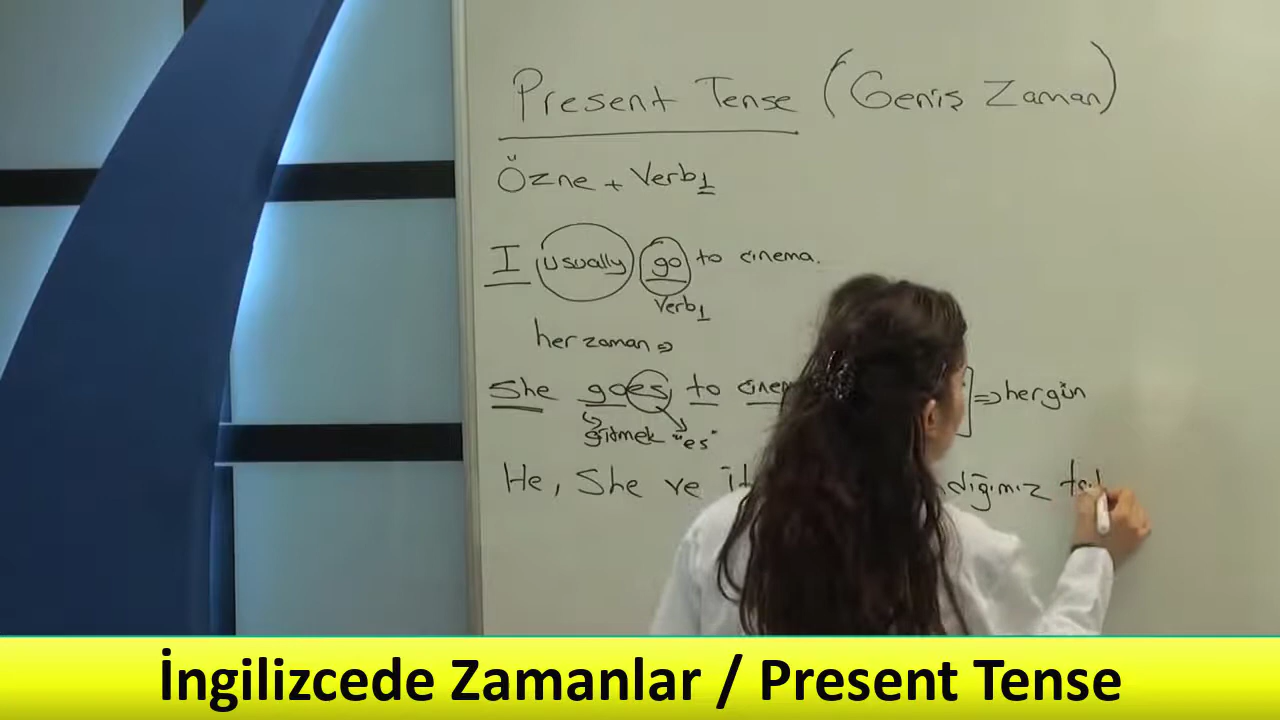 Present Tense (Geniş Zaman)
Özne + Verb1
I usually go to cinema.
Verb1
her zaman ⇒
She goes to ⇒ hergün
gitmek "es"
He, She ve
İngilizcede Zamanlar / Present Tense